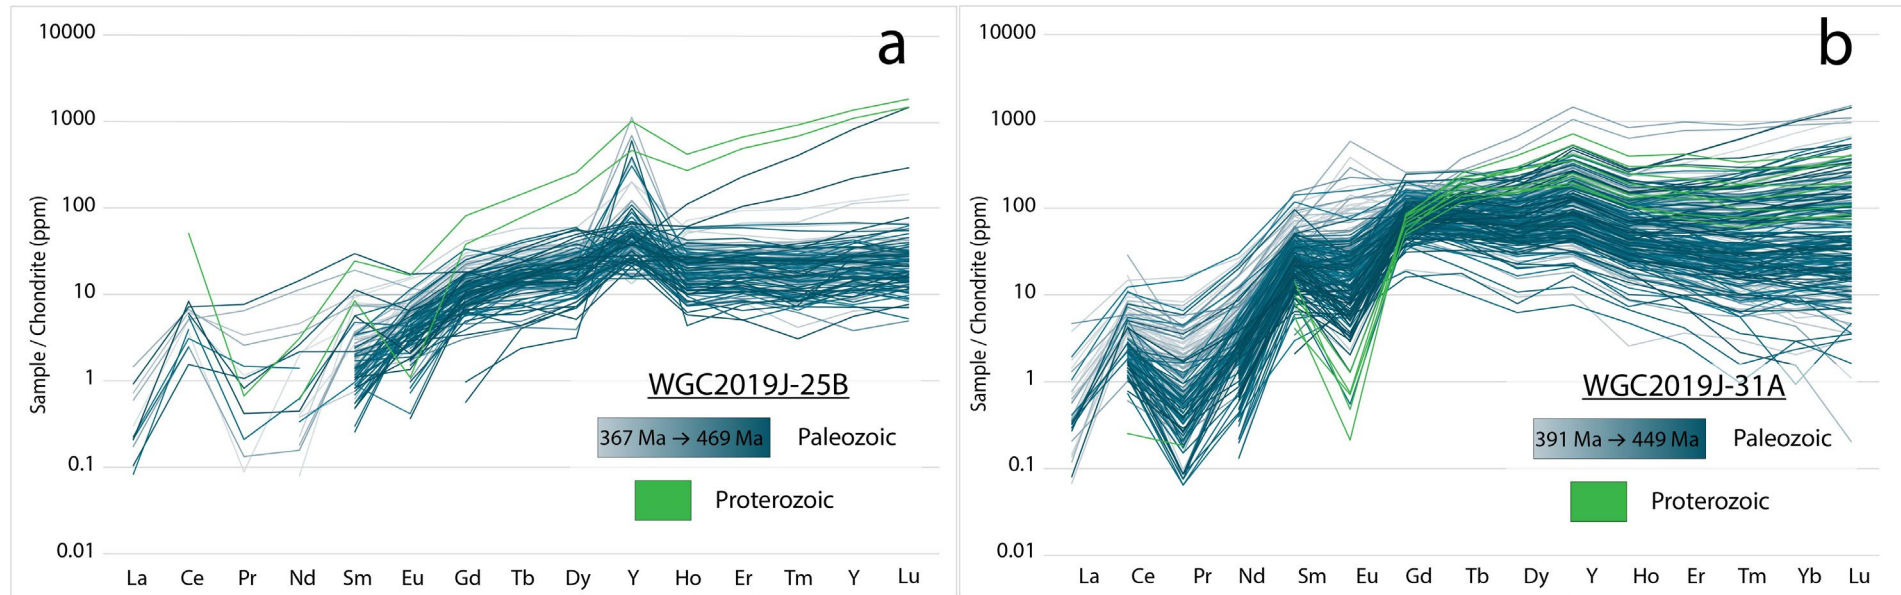 a
10000
1000
100
10
1
0.1
0.01
Sample / Chondrite (ppm)
WGC2019J-25B
367 Ma → 469 Ma Paleozoic
Proterozoic
La Ce Pr Nd Sm Eu Gd Tb Dy Y Ho Er Tm Y Lu
b
10000
1000
100
10
1
0.1
0.01
Sample / Chondrite (ppm)
WGC2019J-31A
391 Ma → 449 Ma Paleozoic
Proterozoic
La Ce Pr Nd Sm Eu Gd Tb Dy Y Ho Er Tm Yb Lu